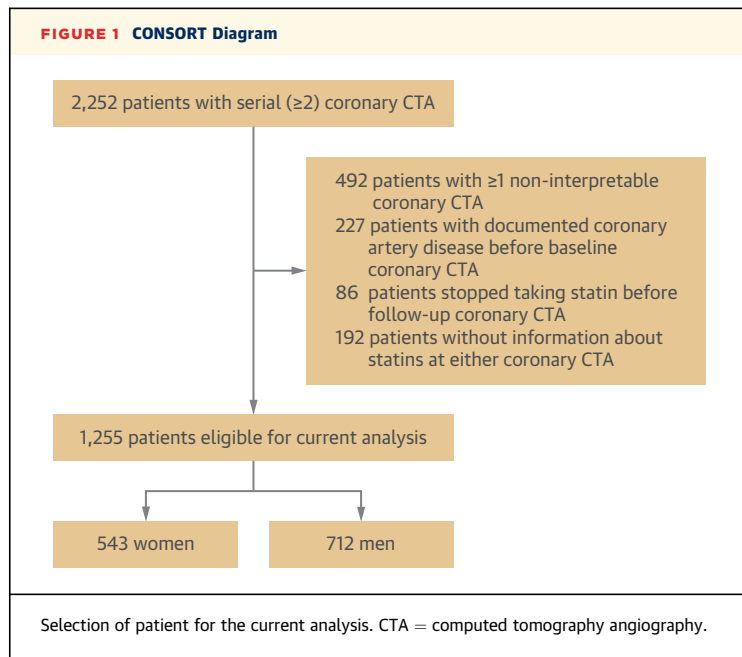 FIGURE 1 CONSORT Diagram
2,252 patients with serial (≥2) coronary CTA
492 patients with ≥1 non-interpretable
coronary CTA
227 patients with documented coronary
artery disease before baseline
coronary CTA
86 patients stopped taking statin before
follow-up coronary CTA
192 patients without information about
statins at either coronary CTA
1,255 patients eligible for current analysis
543 women
712 men
Selection of patient for the current analysis. CTA = computed tomography angiography.